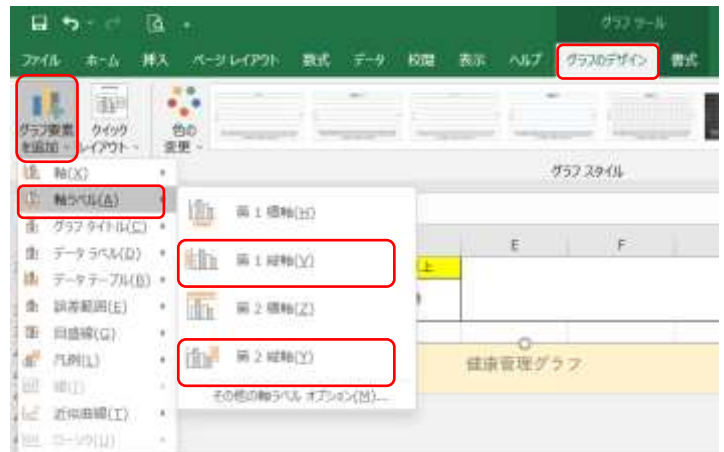 グラフ ツール
ファイル ホーム 挿入 ページ レイアウト 数式 データ 校閲 表示 ヘルプ グラフのデザイン 書式
グラフ要素を追加 クイックレイアウト 色の変更
グラフ スタイル
軸(X)
軸ラベル(A)
グラフ タイトル(C)
データ ラベル(D)
データ テーブル(B)
誤差範囲(E)
目盛線(G)
凡例(L)
線(I)
近似曲線(T)
ローソク(U)
第 1 横軸(H)
第 1 縦軸(V)
第 2 横軸(Z)
第 2 縦軸(Y)
その他の軸ラベル オプション(M)...
E F
上
健康管理グラフ